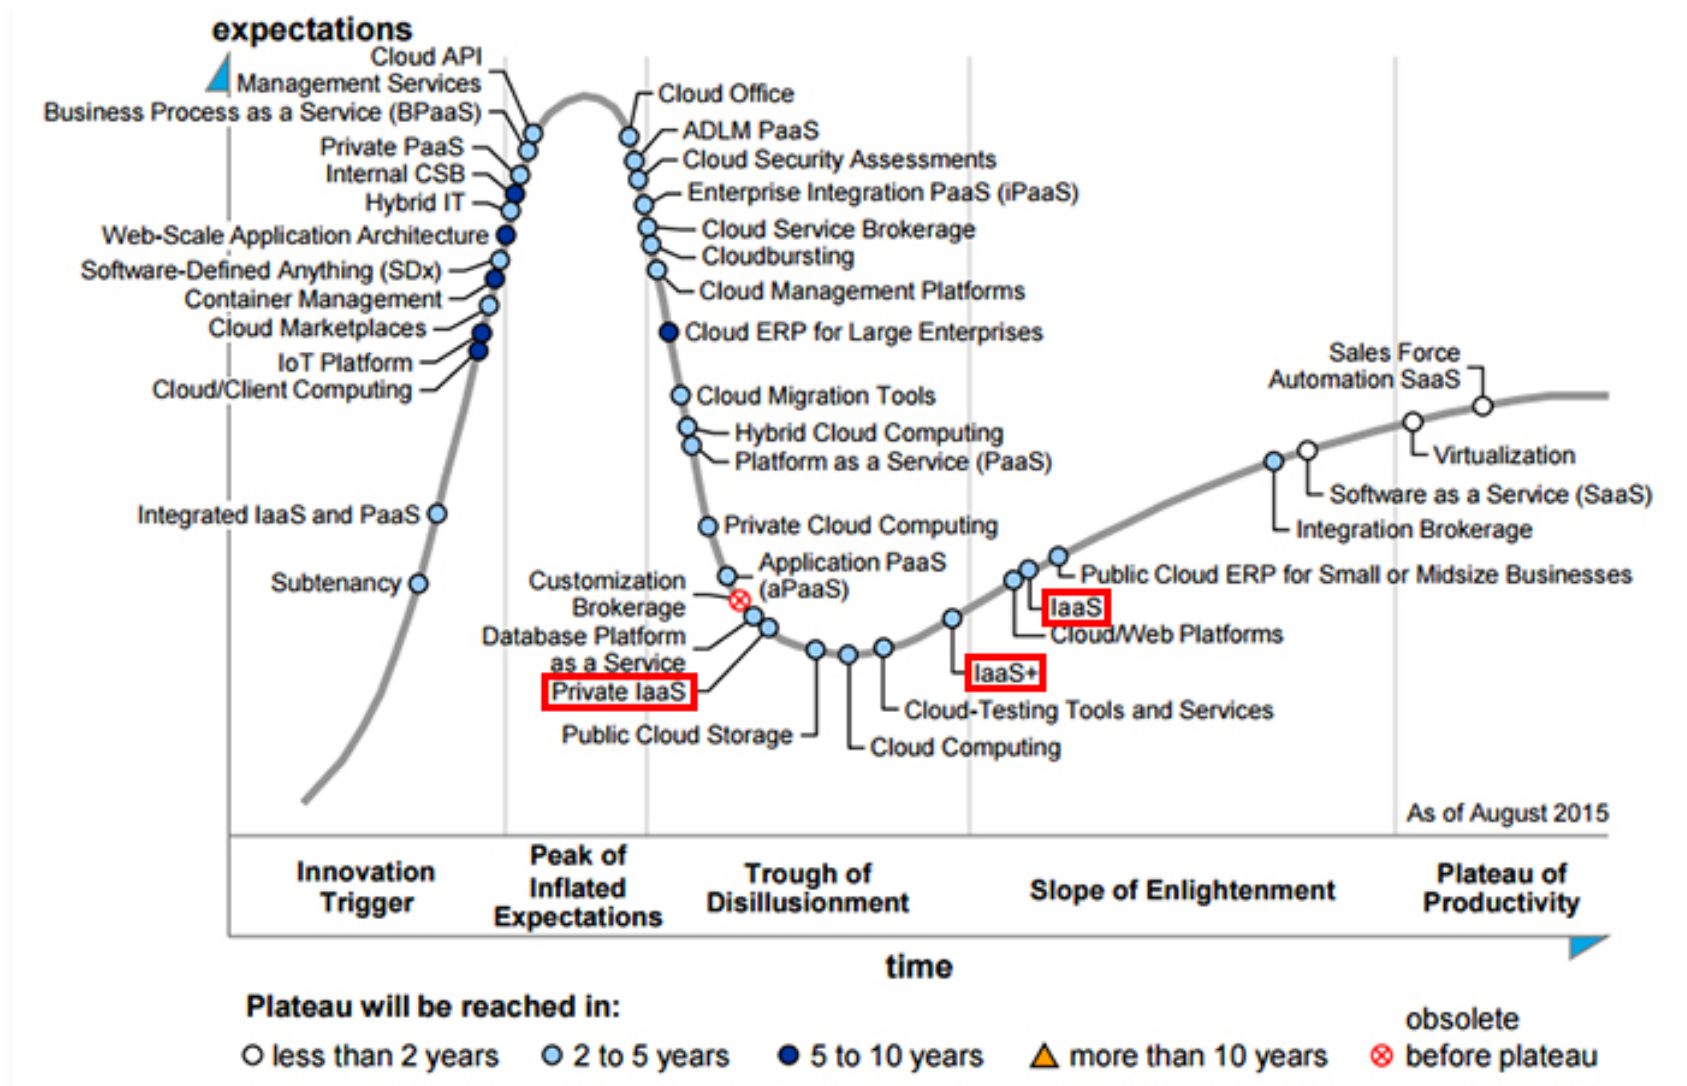 expectations
Cloud API
Management Services
Business Process as a Service (BPaaS)
Private PaaS
Internal CSB
Hybrid IT
Web-Scale Application Architecture
Software-Defined Anything (SDx)
Container Management
Cloud Marketplaces
IoT Platform
Cloud/Client Computing
Integrated IaaS and PaaS
Subtenancy
Cloud Office
ADLM PaaS
Cloud Security Assessments
Enterprise Integration PaaS (iPaaS)
Cloud Service Brokerage
Cloudbursting
Cloud Management Platforms
Cloud ERP for Large Enterprises
Cloud Migration Tools
Hybrid Cloud Computing
Platform as a Service (PaaS)
Private Cloud Computing
Application PaaS
(aPaaS)
Customization
Brokerage
Database Platform
as a Service
Private IaaS
Public Cloud Storage
Cloud Computing
Cloud-Testing Tools and Services
IaaS+
Cloud/Web Platforms
IaaS
Public Cloud ERP for Small or Midsize Businesses
Integration Brokerage
Software as a Service (SaaS)
Virtualization
Sales Force
Automation SaaS
As of August 2015
Innovation
Trigger
Peak of
Inflated
Expectations
Trough of
Disillusionment
Slope of Enlightenment
Plateau of
Productivity
time
Plateau will be reached in:
less than 2 years
2 to 5 years
5 to 10 years
more than 10 years
obsolete
before plateau